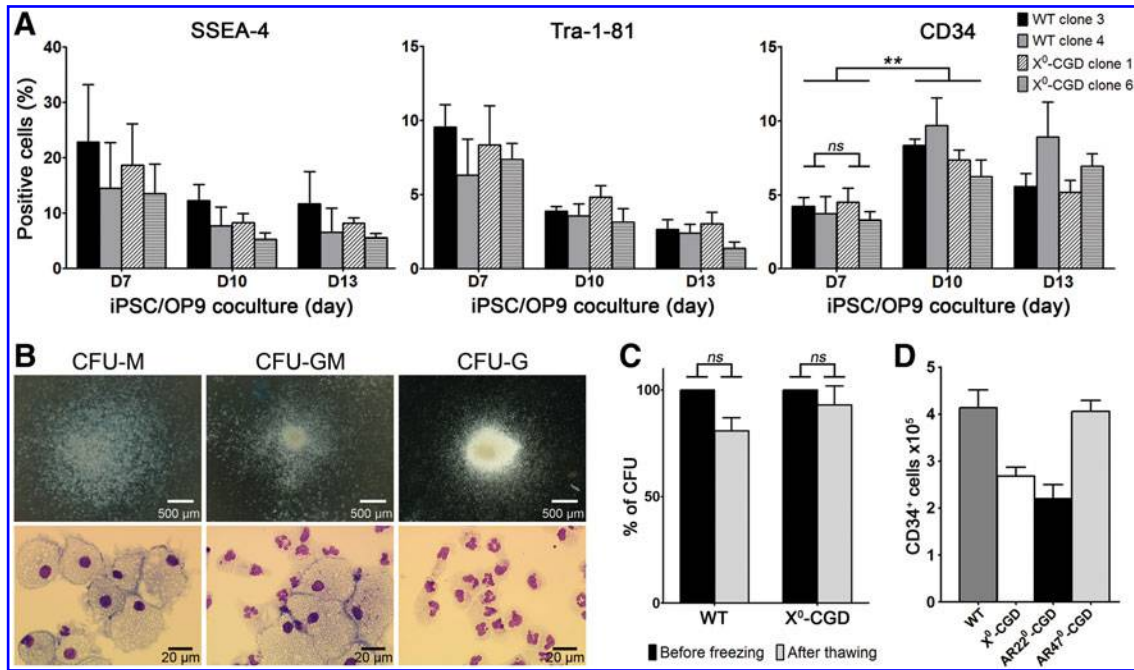 A
SSEA-4
Tra-1-81
CD34
WT clone 3
WT clone 4
X⁰-CGD clone 1
X⁰-CGD clone 6
Positive cells (%)
40
30
20
10
0
D7
D10
D13
iPSC/OP9 coculture (day)
15
10
5
0
D7
D10
D13
iPSC/OP9 coculture (day)
15
10
5
0
**
ns
D7
D10
D13
iPSC/OP9 coculture (day)
B
CFU-M
CFU-GM
CFU-G
500 µm
500 µm
500 µm
20 µm
20 µm
20 µm
C
ns
ns
% of CFU
100
50
0
WT
X⁰-CGD
Before freezing
After thawing
D
CD34⁺ cells x10⁵
5
4
3
2
1
0
WT
X⁰-CGD
AR22⁰-CGD
AR47⁰-CGD